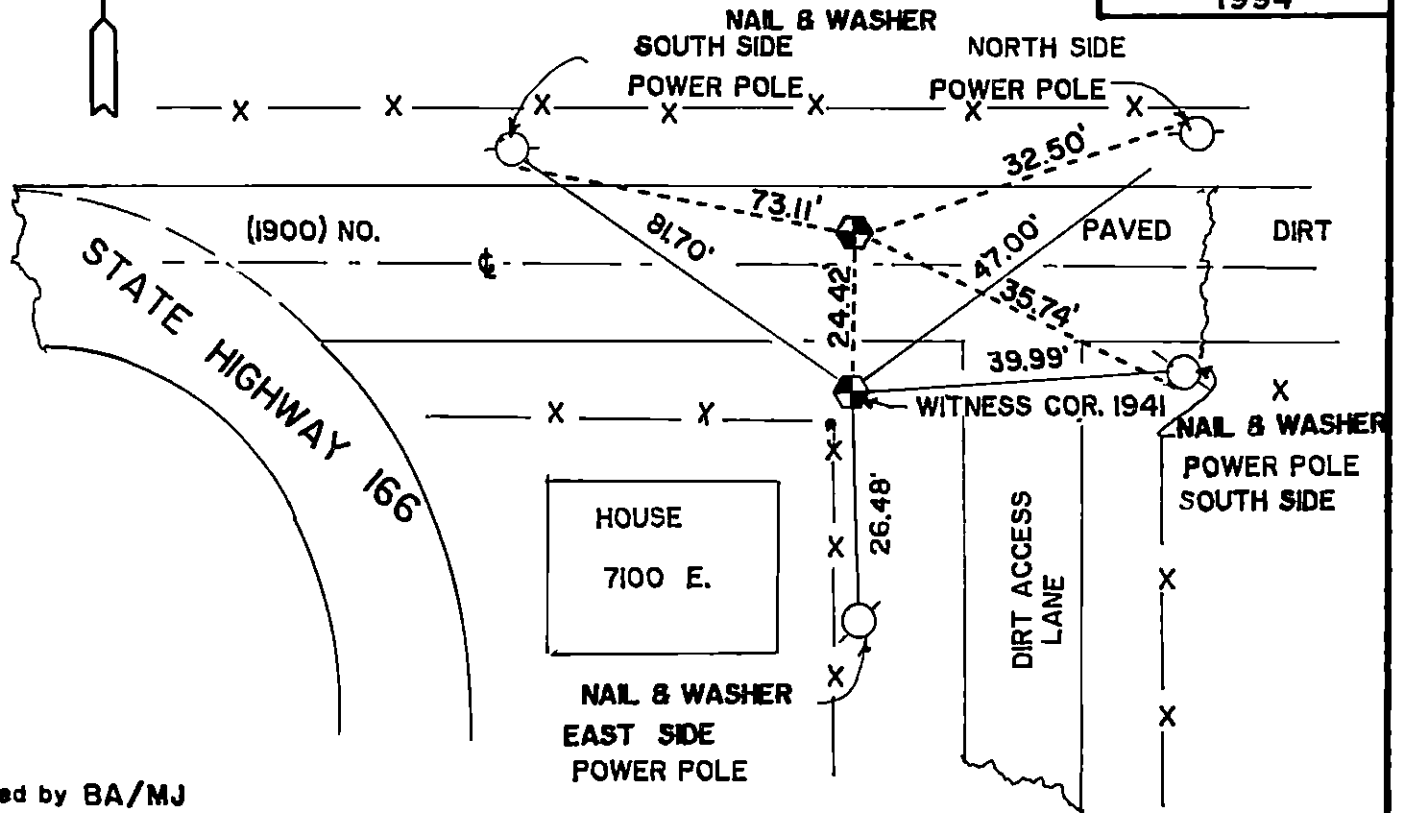 1994
NAIL & WASHER
SOUTH SIDE
POWER POLE
NORTH SIDE
POWER POLE
32.50'
73.11'
(1900) NO.
81.70'
47.00'
PAVED
DIRT
℄
24.42'
35.74'
STATE HIGHWAY 166
39.99'
WITNESS COR. 1941
NAIL & WASHER
POWER POLE
SOUTH SIDE
HOUSE
7100 E.
26.48'
DIRT ACCESS
LANE
NAIL & WASHER
EAST SIDE
POWER POLE
ed by BA/MJ